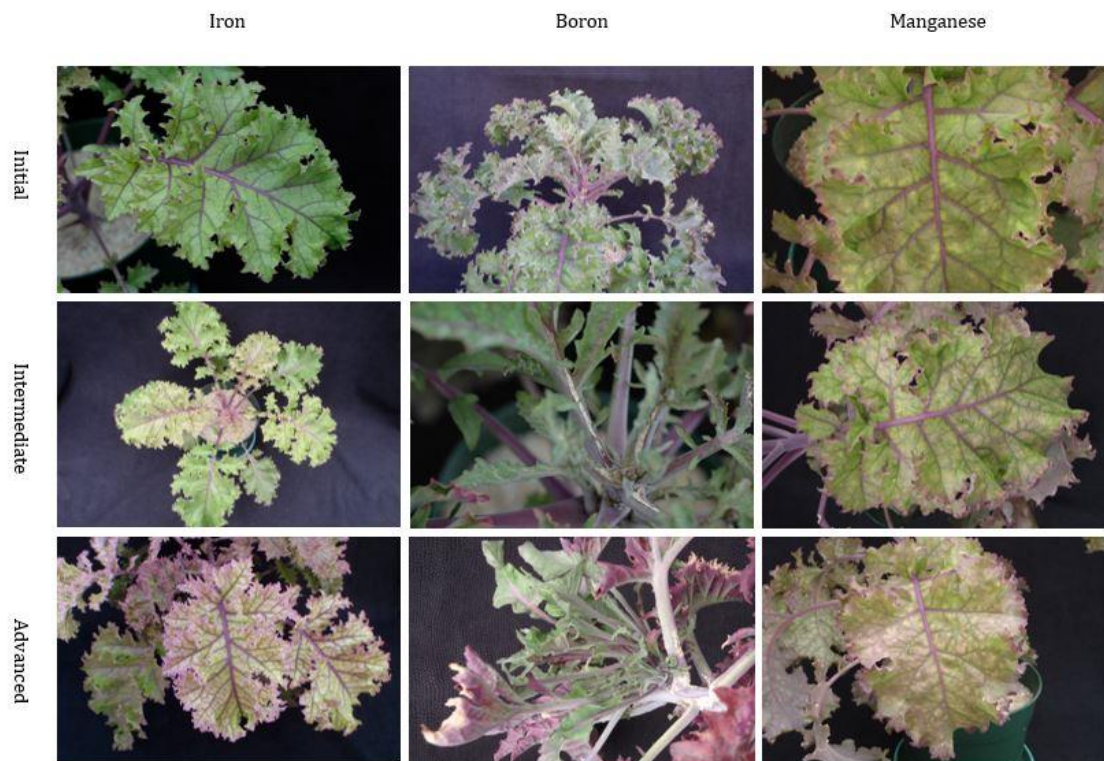 Iron
Boron
Manganese
Initial
Intermediate
Advanced